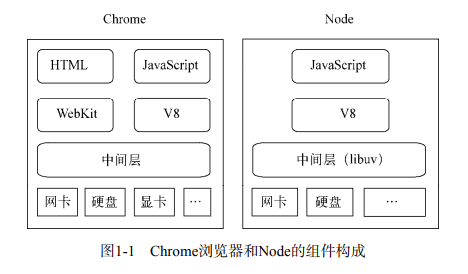 Chrome Node
HTML JavaScript JavaScript
WebKit V8 V8
中间层 中间层（libuv）
网卡 硬盘 显卡 … 网卡 硬盘 …
图1-1 Chrome浏览器和Node的组件构成